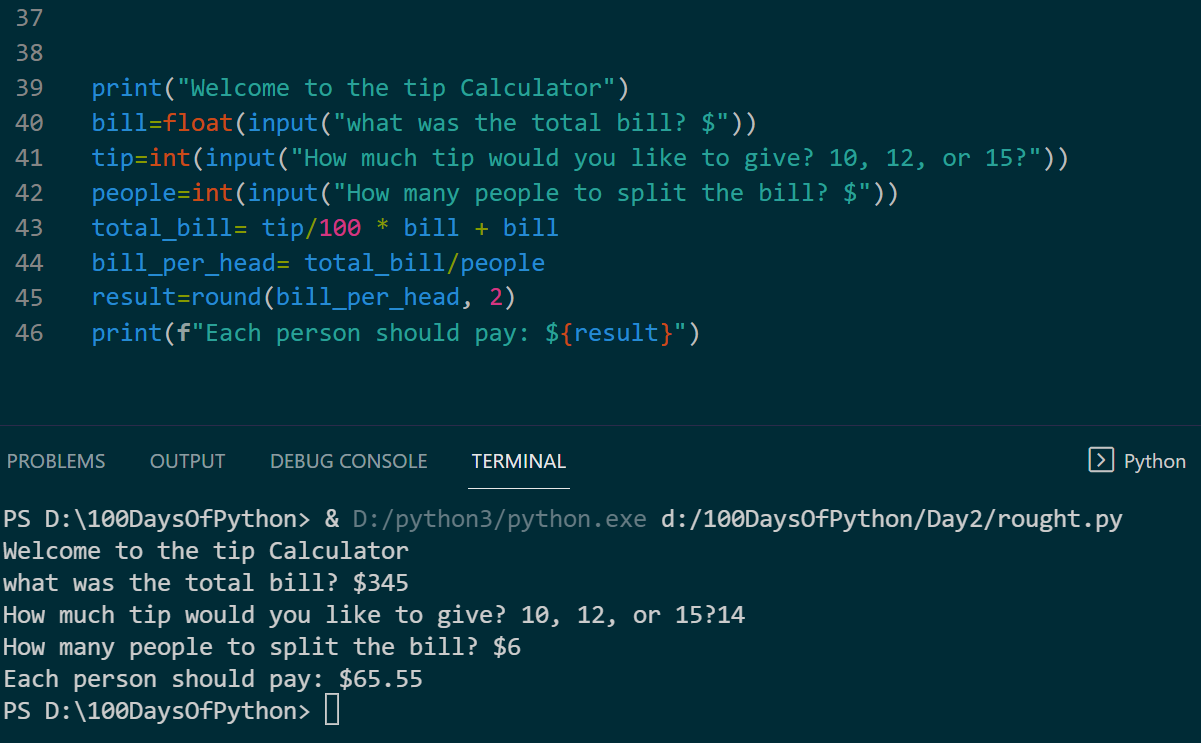 37
38
39 print("Welcome to the tip Calculator")
40 bill=float(input("what was the total bill? $"))
41 tip=int(input("How much tip would you like to give? 10, 12, or 15?"))
42 people=int(input("How many people to split the bill? $"))
43 total_bill= tip/100 * bill + bill
44 bill_per_head= total_bill/people
45 result=round(bill_per_head, 2)
46 print(f"Each person should pay: ${result}")
PROBLEMS OUTPUT DEBUG CONSOLE TERMINAL Python
PS D:\100DaysOfPython> & D:/python3/python.exe d:/100DaysOfPython/Day2/rought.py
Welcome to the tip Calculator
what was the total bill? $345
How much tip would you like to give? 10, 12, or 15?14
How many people to split the bill? $6
Each person should pay: $65.55
PS D:\100DaysOfPython>